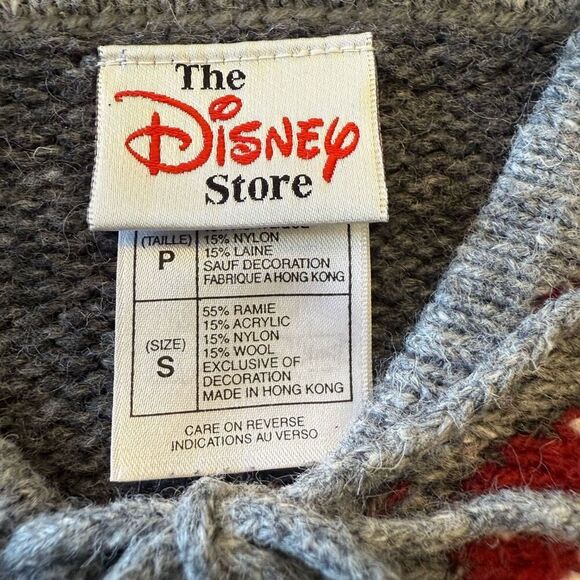 The
Disney
Store
(TAILLE)
P
15% NYLON
15% LAINE
SAUF DECORATION
FABRIQUE A HONG KONG
(SIZE)
S
55% RAMIE
15% ACRYLIC
15% NYLON
15% WOOL
EXCLUSIVE OF
DECORATION
MADE IN HONG KONG
CARE ON REVERSE
INDICATIONS AU VERSO